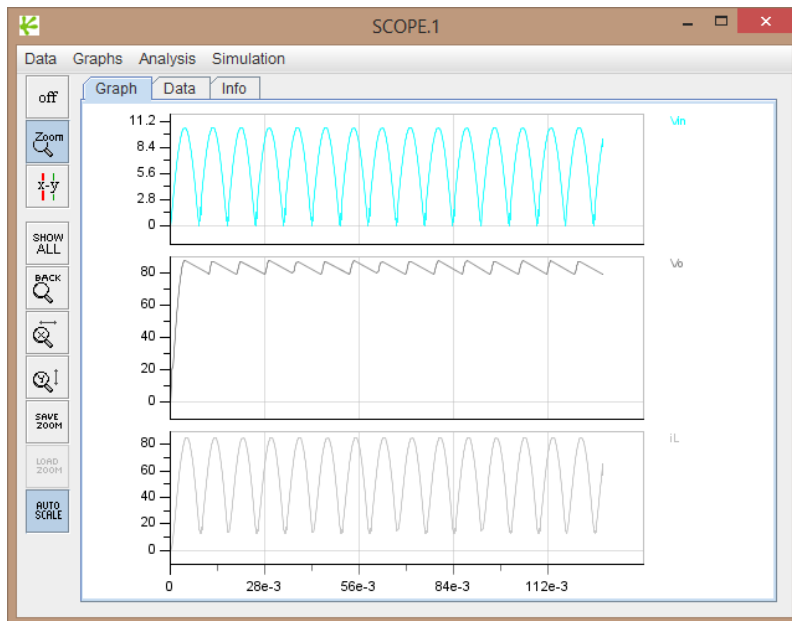 SCOPE.1
Data Graphs Analysis Simulation
off
Zoom
x-y
SHOW
ALL
BACK
X
Y
SAVE
ZOOM
LOAD
ZOOM
AUTO
SCALE
Graph Data Info
11.2
8.4
5.6
2.8
0
Vin
80
60
40
20
0
Vo
80
60
40
20
0
iL
0 28e-3 56e-3 84e-3 112e-3